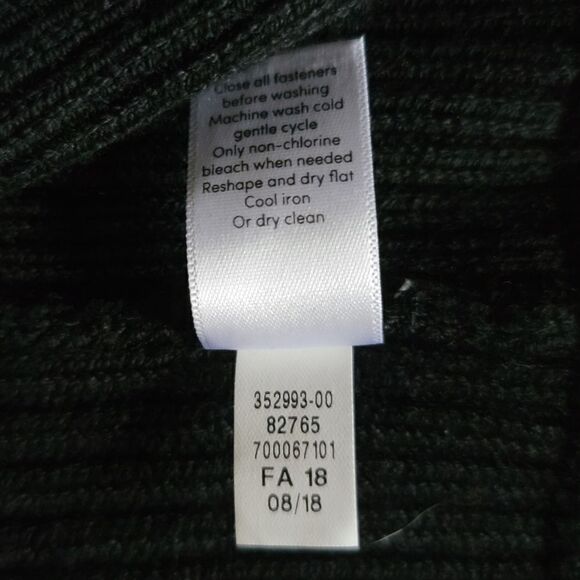 Close all fasteners
before washing
Machine wash cold
gentle cycle
Only non-chlorine
bleach when needed
Reshape and dry flat
Cool iron
Or dry clean
352993-00
82765
700067101
FA 18
08/18